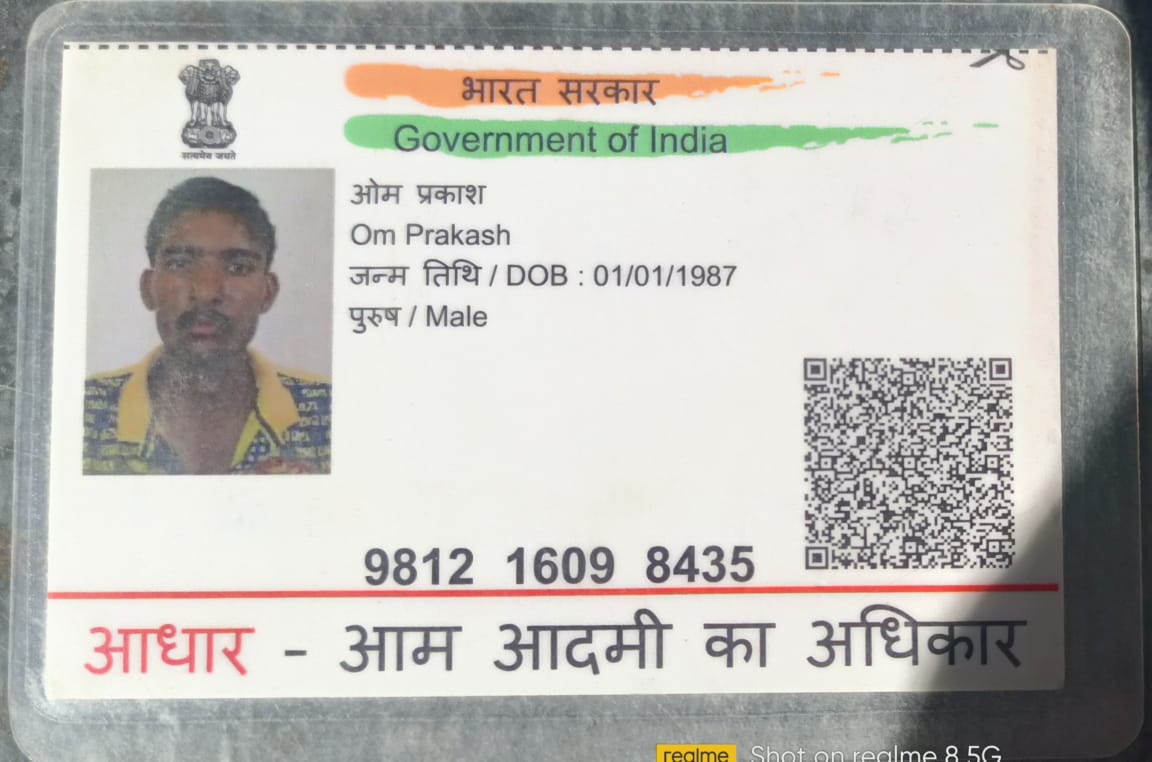 भारत सरकार
Government of India
सत्यमेव जयते
ओम प्रकाश
Om Prakash
जन्म तिथि / DOB : 01/01/1987
पुरुष / Male
9812 1609 8435
आधार - आम आदमी का अधिकार
realme Shot on realme 8 5G